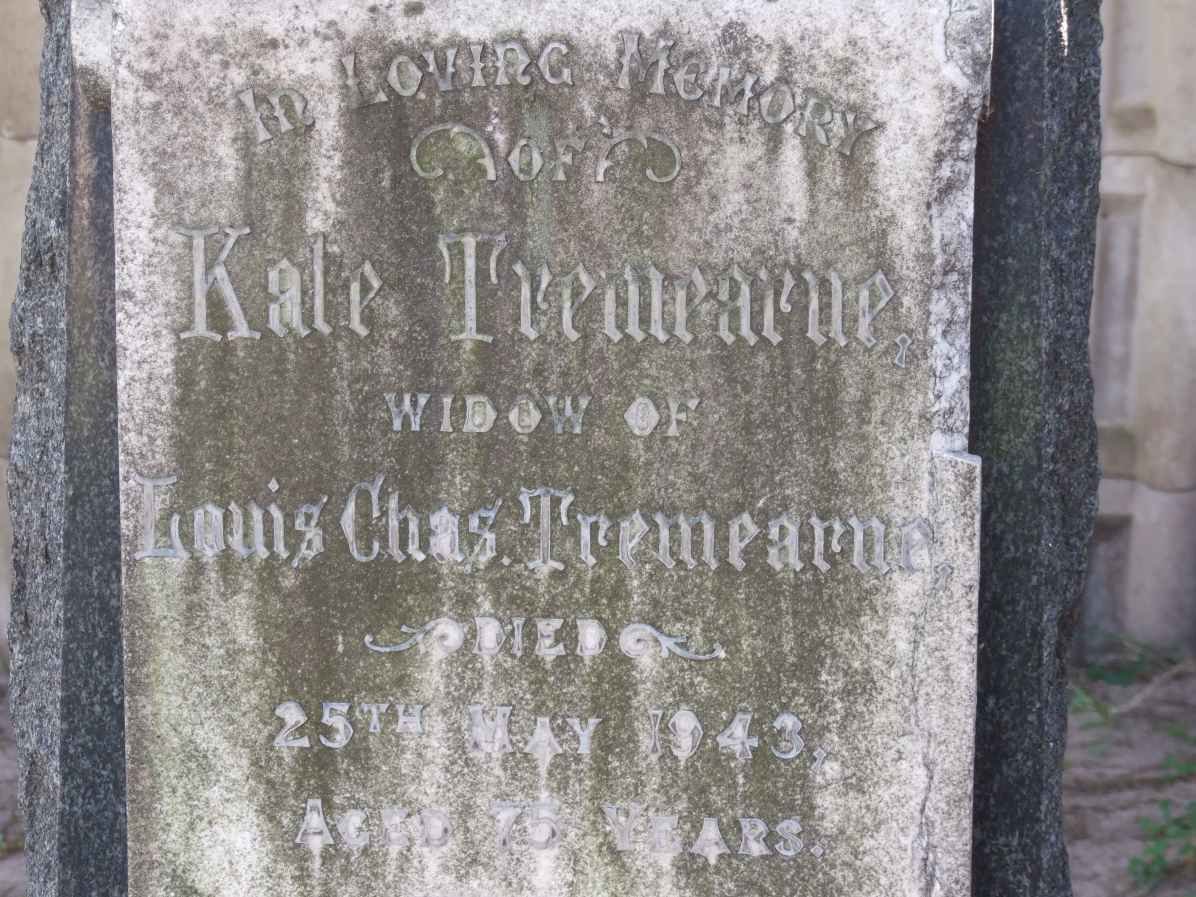 In Loving Memory
OF
Kate Tremearne,
WIDOW OF
Louis Chas. Tremearne,
DIED
25TH MAY 1943,
AGED 75 YEARS.